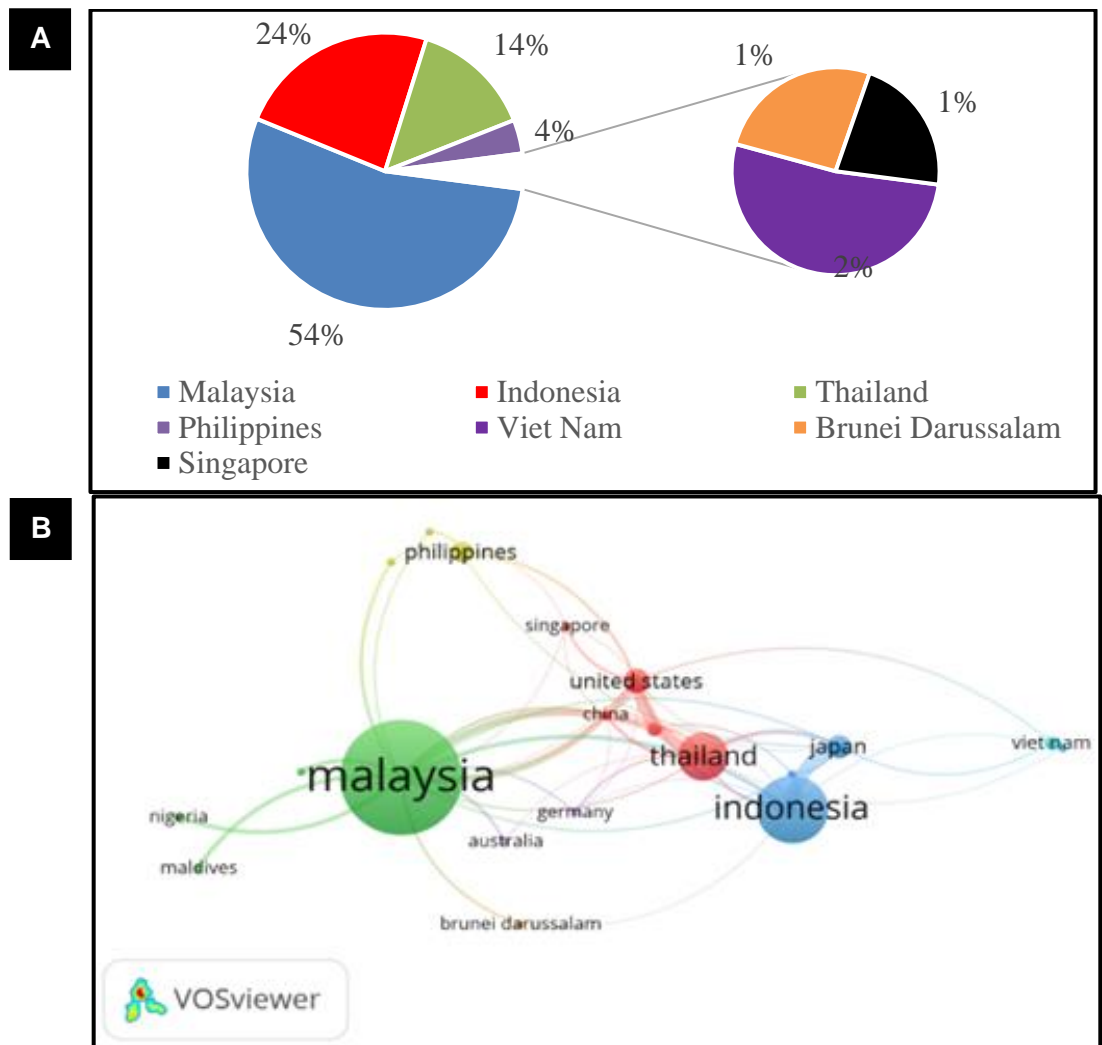 A
24%
14%
1%
1%
4%
2%
54%
Malaysia
Indonesia
Thailand
Philippines
Viet Nam
Brunei Darussalam
Singapore
B
philippines
singapore
united states
china
thailand
japan
viet nam
malaysia
indonesia
nigeria
germany
australia
maldives
brunei darussalam
VOSviewer